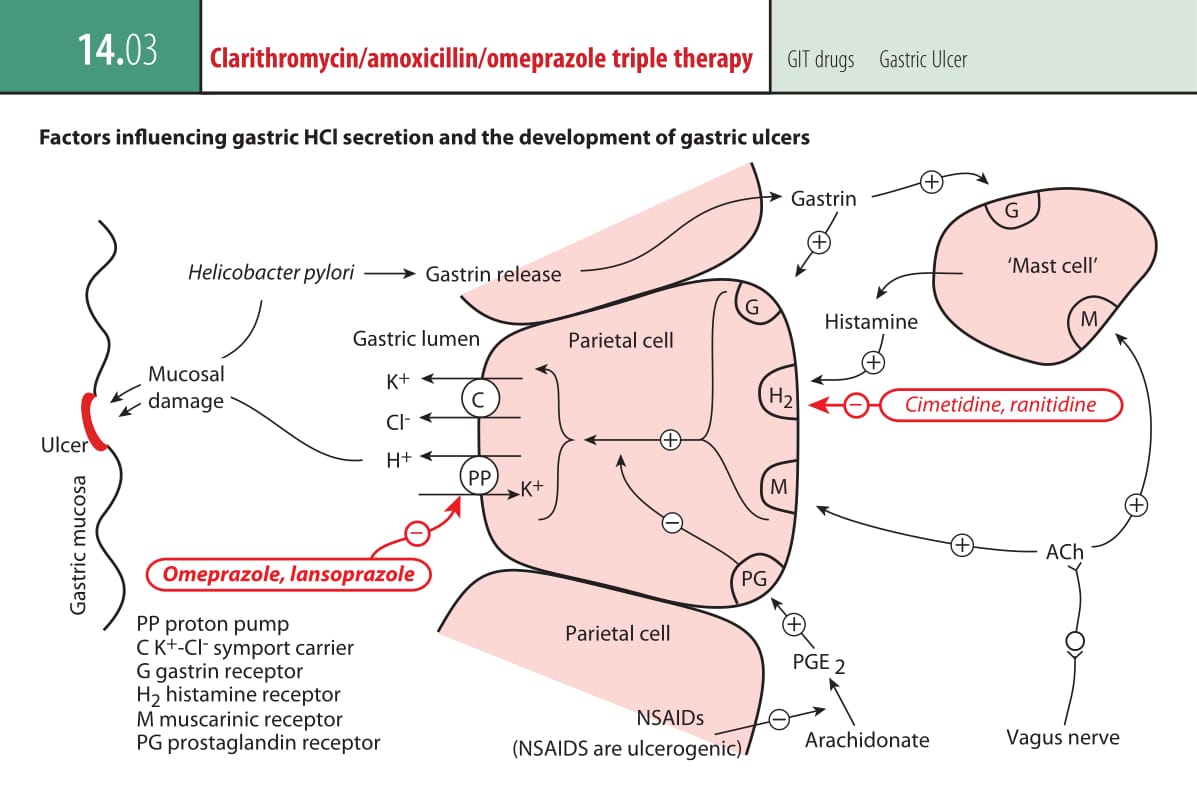 14.03
Clarithromycin/amoxicillin/omeprazole triple therapy
GIT drugs Gastric Ulcer
Factors influencing gastric HCl secretion and the development of gastric ulcers
Gastrin
+
G
'Mast cell'
M
+
Helicobacter pylori
Gastrin release
Histamine
+
Gastric lumen
Parietal cell
G
Mucosal
damage
K+
C
Cl-
H+
PP
K+
H2
−
Cimetidine, ranitidine
+
M
Ulcer
Gastric mucosa
−
−
+
+
ACh
Omeprazole, lansoprazole
PG
PP proton pump
C K+-Cl- symport carrier
G gastrin receptor
H2 histamine receptor
M muscarinic receptor
PG prostaglandin receptor
Parietal cell
+
PGE 2
NSAIDs
(NSAIDS are ulcerogenic)
−
Arachidonate
Vagus nerve